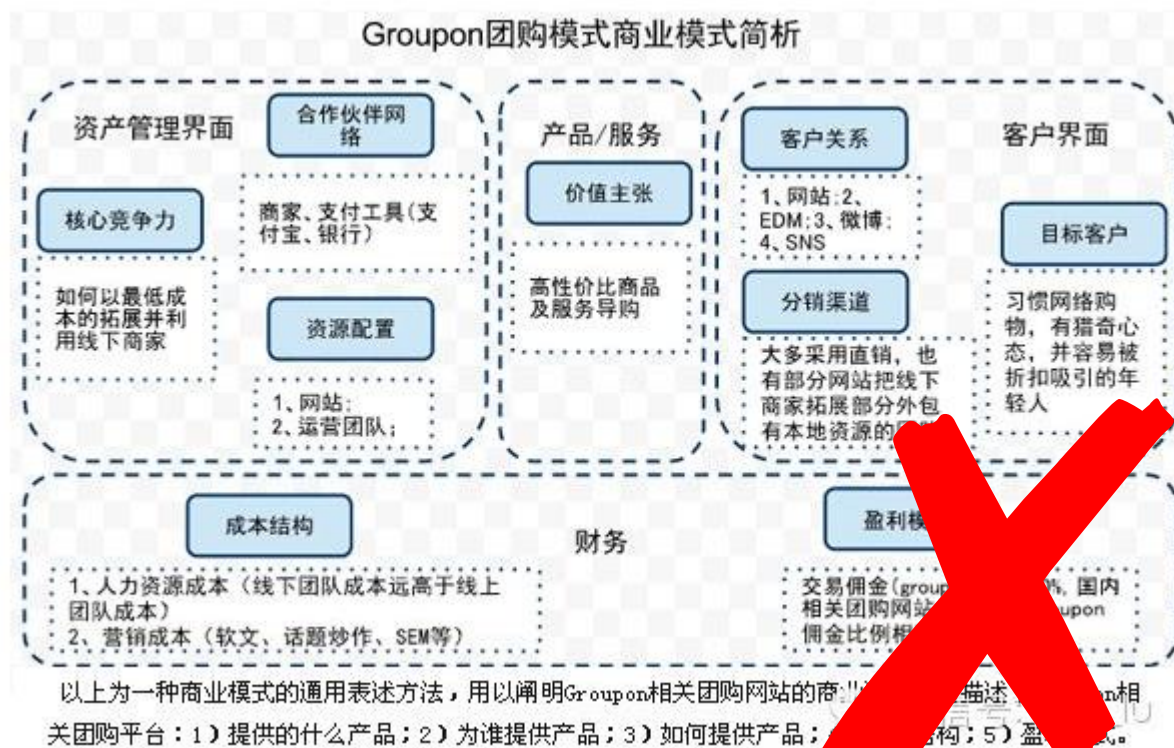 Groupon团购模式商业模式简析
资产管理界面
合作伙伴网
络
商家、支付工具(支
付宝、银行)
核心竞争力
如何以最低成
本的拓展并利
用线下商家
资源配置
1、网站;
2、运营团队;
产品/服务
价值主张
高性价比商品
及服务导购
客户关系
1、网站;2、
EDM;3、微博;
4、SNS
分销渠道
大多采用直销，也
有部分网站把线下
商家拓展部分外包
有本地资源的
客户界面
目标客户
习惯网络购
物，有猎奇心
态，并容易被
折扣吸引的年
轻人
成本结构
1、人力资源成本（线下团队成本远高于线上
团队成本）
2、营销成本（软文、话题炒作、SEM等）
财务
盈利模
交易佣金(group %, 国内
相关团购网站 oupon
佣金比例相
以上为一种商业模式的通用表述方法，用以阐明Groupon相关团购网站的商 描述 on相
关团购平台：1）提供的什么产品；2）为谁提供产品；3）如何提供产品； 结构；5）盈 式。